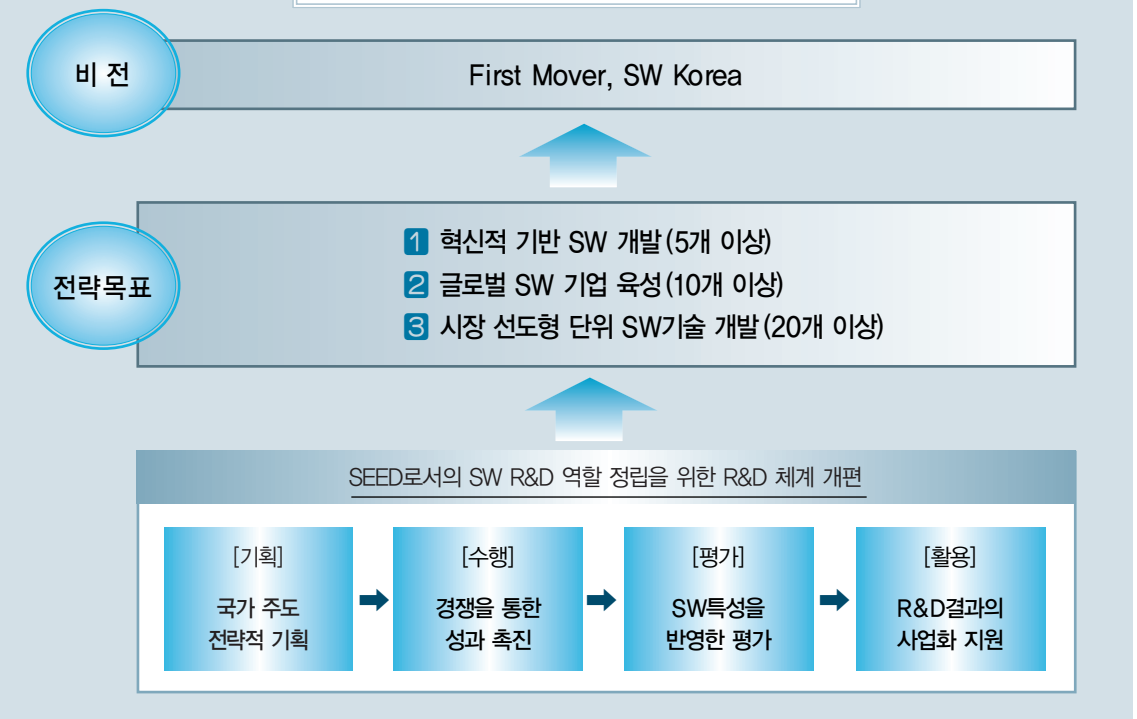 비 전
First Mover, SW Korea
전략목표
1 혁신적 기반 SW 개발(5개 이상)
2 글로벌 SW 기업 육성(10개 이상)
3 시장 선도형 단위 SW기술 개발(20개 이상)
SEED로서의 SW R&D 역할 정립을 위한 R&D 체계 개편
[기획]
국가 주도
전략적 기획
[수행]
경쟁을 통한
성과 촉진
[평가]
SW특성을
반영한 평가
[활용]
R&D결과의
사업화 지원